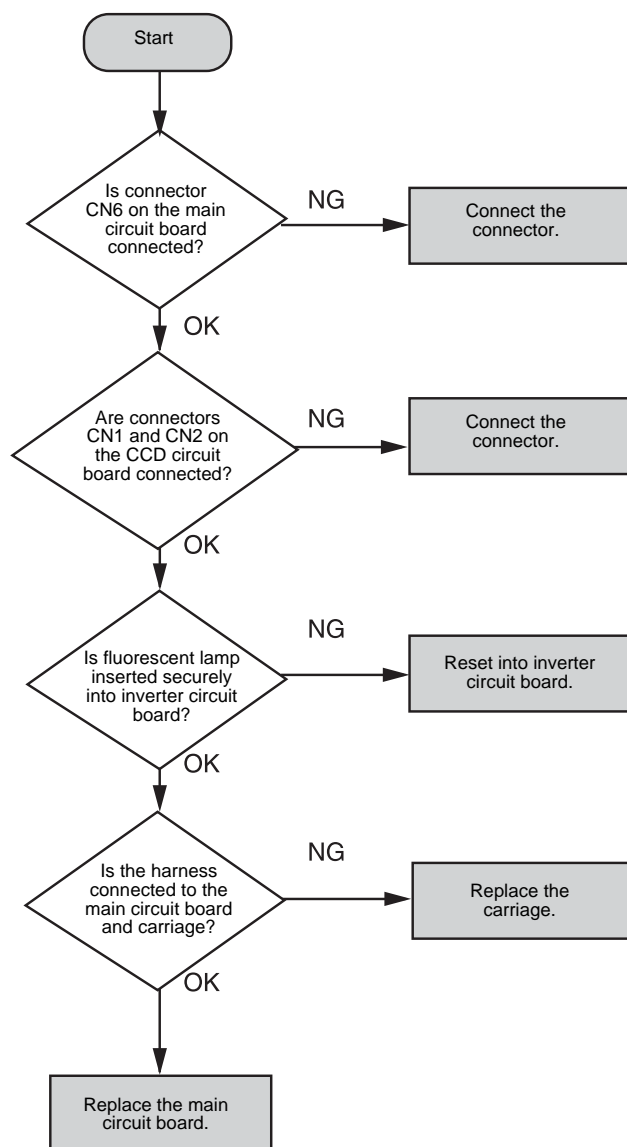 Start
Is connector
CN6 on the main
circuit board
connected?
NG
Connect the
connector.
OK
Are connectors
CN1 and CN2 on
the CCD circuit
board connected?
NG
Connect the
connector.
OK
Is fluorescent lamp
inserted securely
into inverter circuit
board?
NG
Reset into inverter
circuit board.
OK
Is the harness
connected to the
main circuit board
and carriage?
NG
Replace the
carriage.
OK
Replace the main
circuit board.